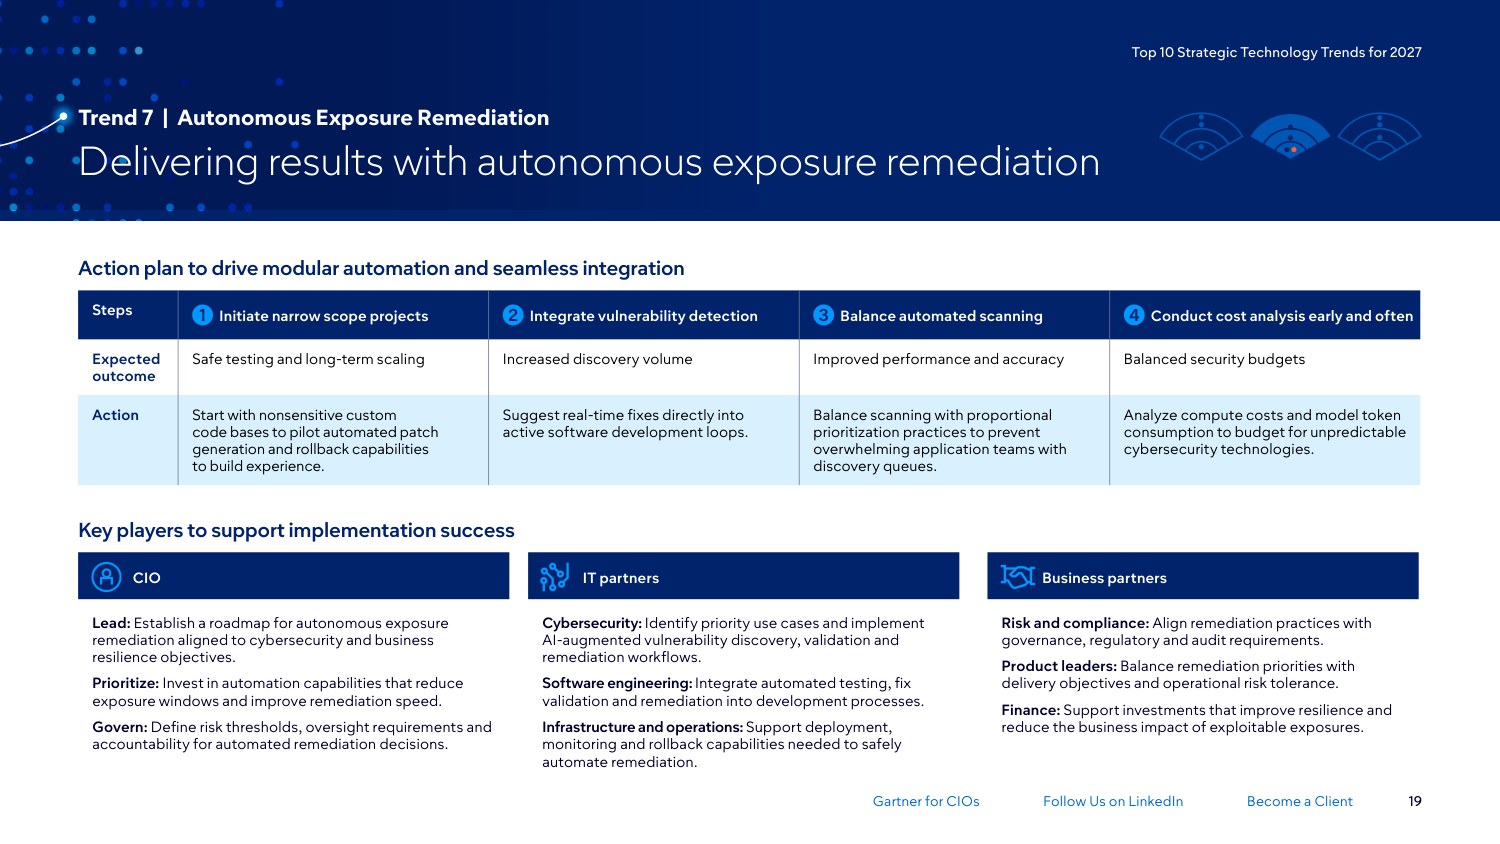 Top 10 Strategic Technology Trends for 2027
Trend 7 | Autonomous Exposure Remediation
Delivering results with autonomous exposure remediation
Action plan to drive modular automation and seamless integration
Steps
1 Initiate narrow scope projects
2 Integrate vulnerability detection
3 Balance automated scanning
4 Conduct cost analysis early and often
Expected
outcome
Safe testing and long-term scaling
Increased discovery volume
Improved performance and accuracy
Balanced security budgets
Action
Start with nonsensitive custom
code bases to pilot automated patch
generation and rollback capabilities
to build experience.
Suggest real-time fixes directly into
active software development loops.
Balance scanning with proportional
prioritization practices to prevent
overwhelming application teams with
discovery queues.
Analyze compute costs and model token
consumption to budget for unpredictable
cybersecurity technologies.
Key players to support implementation success
CIO
Lead: Establish a roadmap for autonomous exposure
remediation aligned to cybersecurity and business
resilience objectives.
Prioritize: Invest in automation capabilities that reduce
exposure windows and improve remediation speed.
Govern: Define risk thresholds, oversight requirements and
accountability for automated remediation decisions.
IT partners
Cybersecurity: Identify priority use cases and implement
AI-augmented vulnerability discovery, validation and
remediation workflows.
Software engineering: Integrate automated testing, fix
validation and remediation into development processes.
Infrastructure and operations: Support deployment,
monitoring and rollback capabilities needed to safely
automate remediation.
Business partners
Risk and compliance: Align remediation practices with
governance, regulatory and audit requirements.
Product leaders: Balance remediation priorities with
delivery objectives and operational risk tolerance.
Finance: Support investments that improve resilience and
reduce the business impact of exploitable exposures.
Gartner for CIOs
Follow Us on LinkedIn
Become a Client
19